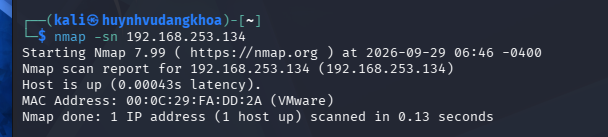 ┌──(kali㉿huynhvudangkhoa)-[~]
└─$ nmap -sn 192.168.253.134
Starting Nmap 7.99 ( https://nmap.org ) at 2026-09-29 06:46 -0400
Nmap scan report for 192.168.253.134 (192.168.253.134)
Host is up (0.00043s latency).
MAC Address: 00:0C:29:FA:DD:2A (VMware)
Nmap done: 1 IP address (1 host up) scanned in 0.13 seconds